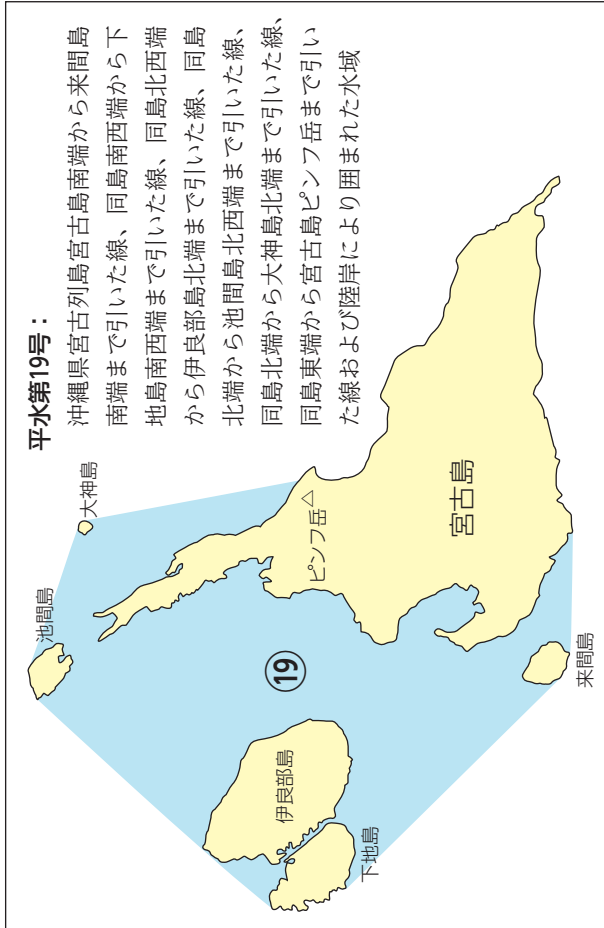 平水第19号：
沖縄県宮古列島宮古島南端から来間島
南端まで引いた線、同島南西端から下
地島南西端まで引いた線、同島北西端
から伊良部島北端まで引いた線、同島
北端から池間島北西端まで引いた線、
同島北端から大神島北端まで引いた線、
同島東端から宮古島ピンフ岳まで引い
た線および陸岸により囲まれた水域
池間島
大神島
ピンフ岳△
宮古島
⑲
伊良部島
下地島
来間島